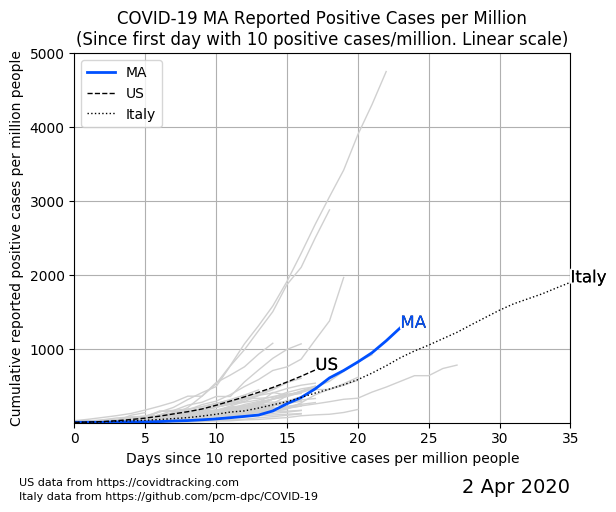 COVID-19 MA Reported Positive Cases per Million
(Since first day with 10 positive cases/million. Linear scale)
Cumulative reported positive cases per million people
5000
4000
3000
2000
1000
MA
US
Italy
Italy
MA
US
0 5 10 15 20 25 30 35
Days since 10 reported positive cases per million people
US data from https://covidtracking.com
Italy data from https://github.com/pcm-dpc/COVID-19
2 Apr 2020